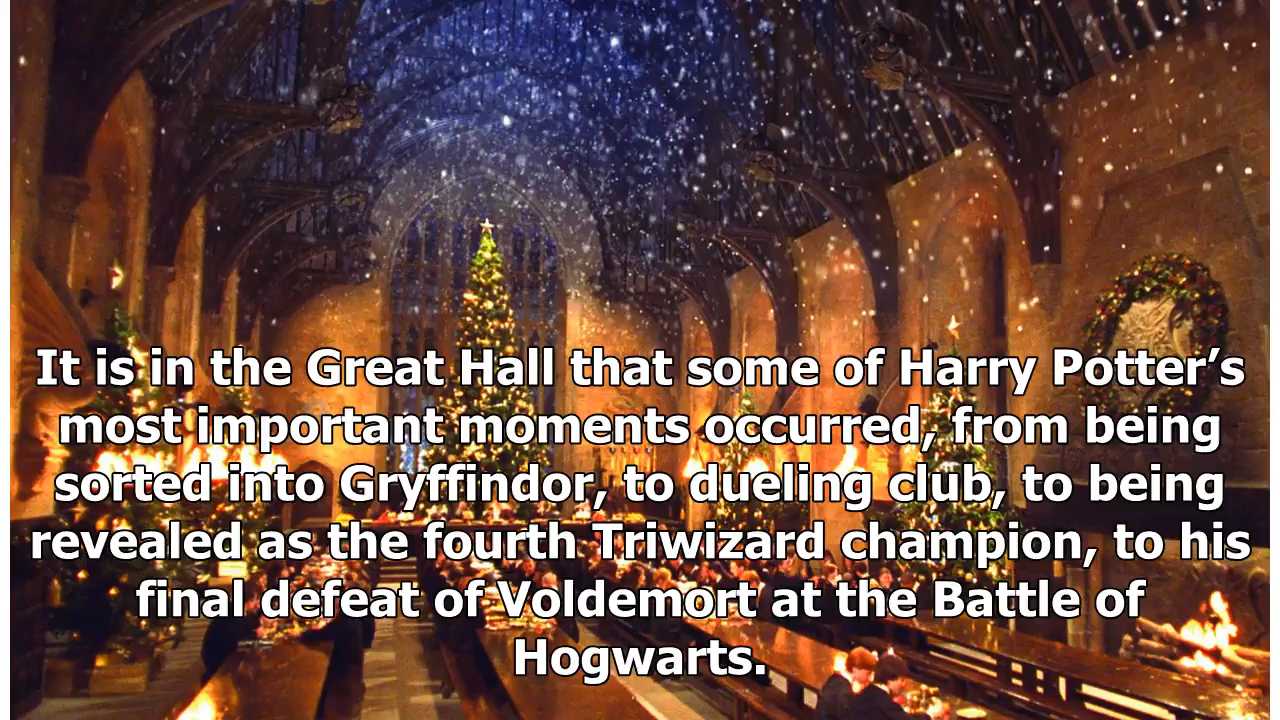 It is in the Great Hall that some of Harry Potter’s
most important moments occurred, from being
sorted into Gryffindor, to dueling club, to being
revealed as the fourth Triwizard champion, to his
final defeat of Voldemort at the Battle of
Hogwarts.